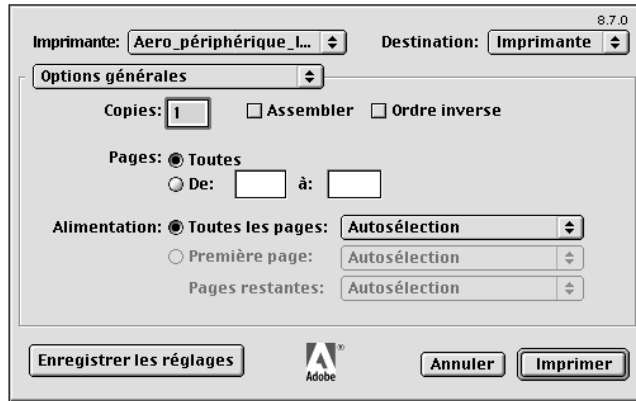 8.7.0
Imprimante: Aero_périphérique_I... Destination: Imprimante
Options générales
Copies: 1 Assembler Ordre inverse
Pages: Toutes
De: à:
Alimentation: Toutes les pages: Autosélection
Première page: Autosélection
Pages restantes: Autosélection
Enregistrer les réglages Adobe ® Annuler Imprimer